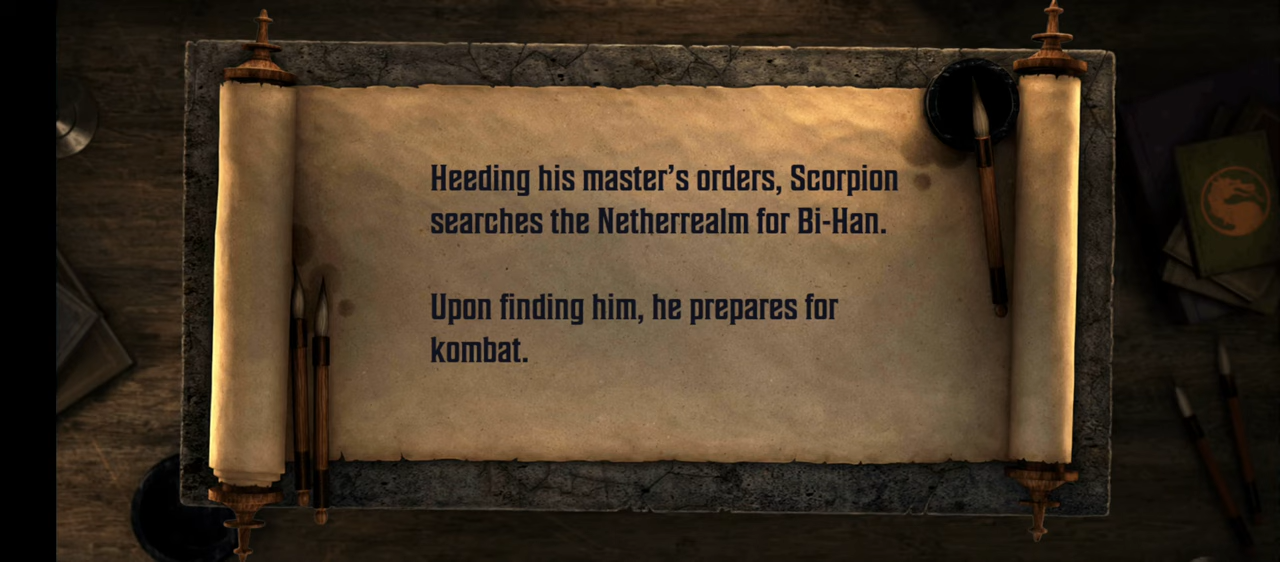 Heeding his master’s orders, Scorpion
searches the Netherrealm for Bi-Han.
Upon finding him, he prepares for
kombat.